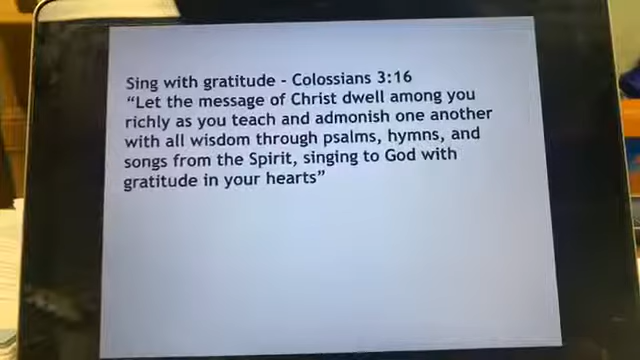 Sing with gratitude - Colossians 3:16
“Let the message of Christ dwell among you
richly as you teach and admonish one another
with all wisdom through psalms, hymns, and
songs from the Spirit, singing to God with
gratitude in your hearts”